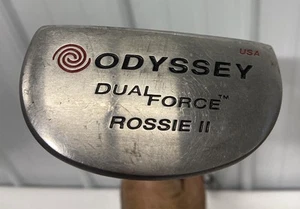 USA
ODYSSEY
DUAL FORCE™
ROSSIE II